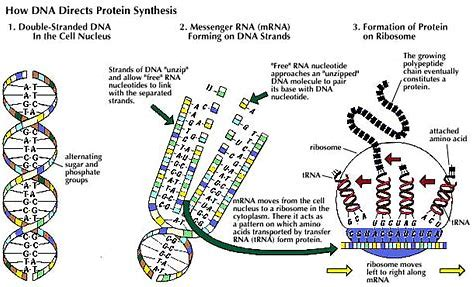 How DNA Directs Protein Synthesis
1. Double-Stranded DNA
In the Cell Nucleus
2. Messenger RNA (mRNA)
Forming on DNA Strands
3. Formation of Protein
on Ribosome
Strands of DNA "unzip"
and allow "free" RNA
nucleotides to link
with the separated
strands.
"Free" RNA nucleotide
approaches an "unzipped"
DNA molecule to pair
its base with DNA
nucleotide.
The growing
polypeptide
chain eventually
constitutes a
protein.
alternating
sugar and
phosphate
groups
ribosome
attached
amino acid
tRNA
tRNA
mRNA moves from the cell
nucleus to a ribosome in the
cytoplasm. There it acts as
a pattern on which amino
acids transported by transfer
RNA (tRNA) form protein.
ribosome moves
left to right along
mRNA